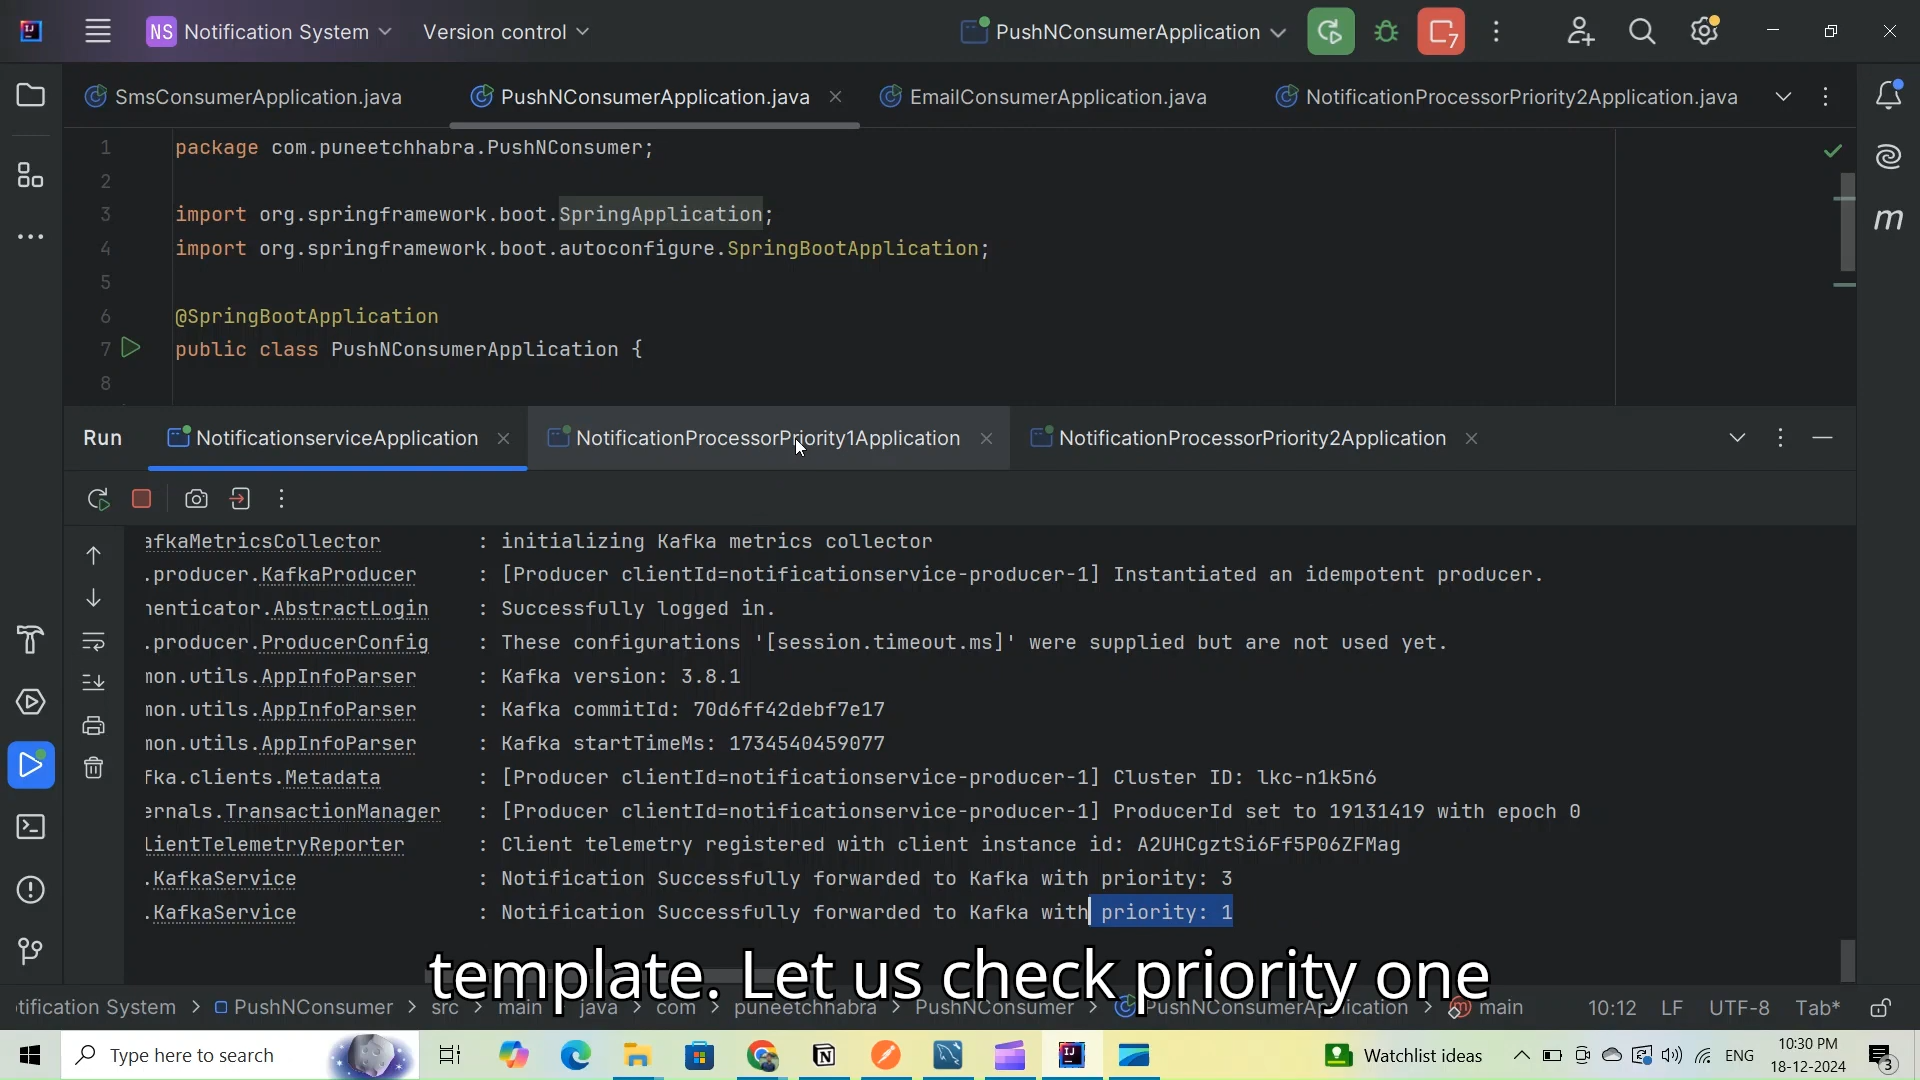 NS Notification System Version control PushNConsumerApplication 7
SmsConsumerApplication.java PushNConsumerApplication.java EmailConsumerApplication.java NotificationProcessorPriority2Application.java
1 package com.puneetchhabra.PushNConsumer;
2
3 import org.springframework.boot.SpringApplication;
4 import org.springframework.boot.autoconfigure.SpringBootApplication;
5
6 @SpringBootApplication
7 public class PushNConsumerApplication {
8
Run NotificationserviceApplication NotificationProcessorPriority1Application NotificationProcessorPriority2Application
afkaMetricsCollector : initializing Kafka metrics collector
.producer.KafkaProducer : [Producer clientId=notificationservice-producer-1] Instantiated an idempotent producer.
henticator.AbstractLogin : Successfully logged in.
.producer.ProducerConfig : These configurations '[session.timeout.ms]' were supplied but are not used yet.
mon.utils.AppInfoParser : Kafka version: 3.8.1
mon.utils.AppInfoParser : Kafka commitId: 70d6ff42debf7e17
mon.utils.AppInfoParser : Kafka startTimeMs: 1734540459077
fka.clients.Metadata : [Producer clientId=notificationservice-producer-1] Cluster ID: lkc-n1k5n6
ernals.TransactionManager : [Producer clientId=notificationservice-producer-1] ProducerId set to 19131419 with epoch 0
lientTelemetryReporter : Client telemetry registered with client instance id: A2UHCgztSi6Ff5P06ZFMag
.KafkaService : Notification Successfully forwarded to Kafka with priority: 3
.KafkaService : Notification Successfully forwarded to Kafka with priority: 1
template. Let us check priority one
tification System > PushNConsumer > src > main > java > com > puneetchhabra > PushNConsumer > PushNConsumerApplication > main 10:12 LF UTF-8 Tab*
Type here to search Watchlist ideas ENG 10:30 PM
18-12-2024 3